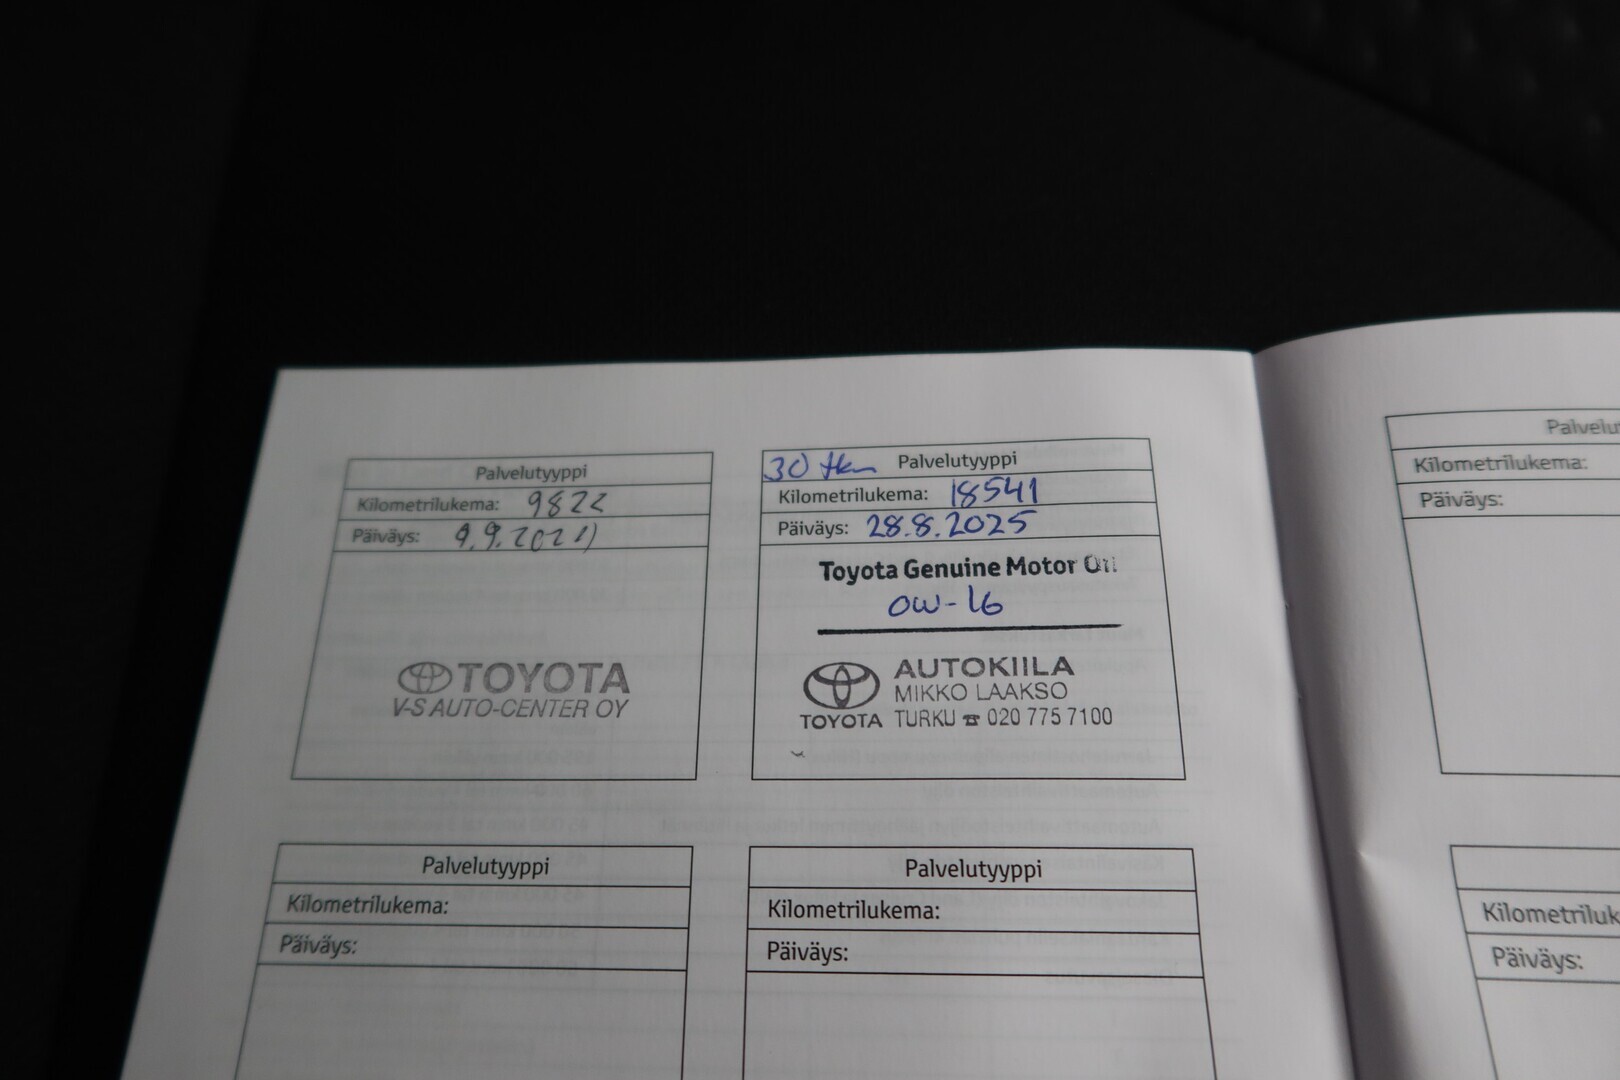 Palvelutyyppi
Kilometrilukema: 9822
Päiväys: 9.9.2024
TOYOTA
V-S AUTO-CENTER OY
30 tkm Palvelutyyppi
Kilometrilukema: 18541
Päiväys: 28.8.2025
Toyota Genuine Motor Oil
0W-16
TOYOTA
AUTOKIILA
MIKKO LAAKSO
TURKU ☎ 020 775 7100
Palvelu
Kilometrilukema:
Päiväys:
Palvelutyyppi
Kilometrilukema:
Päiväys:
Palvelutyyppi
Kilometrilukema:
Päiväys:
Kilometriluk
Päiväys: